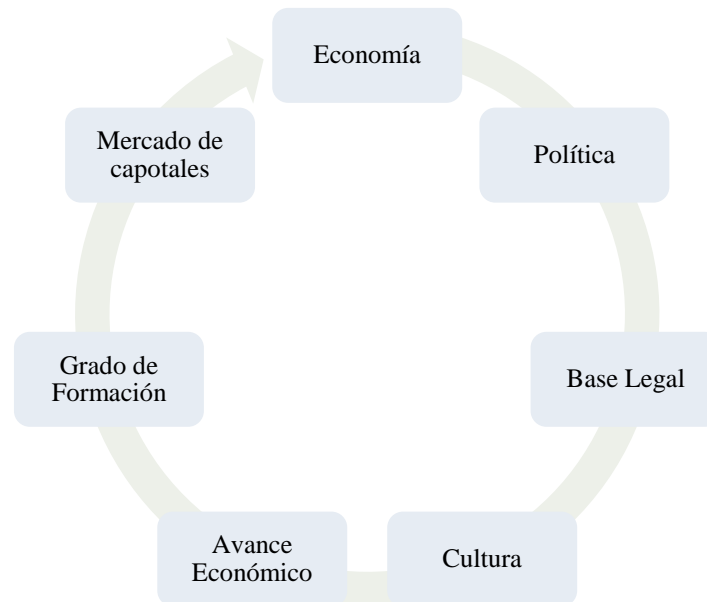 Economía
Política
Base Legal
Cultura
Avance
Económico
Grado de
Formación
Mercado de
capotales